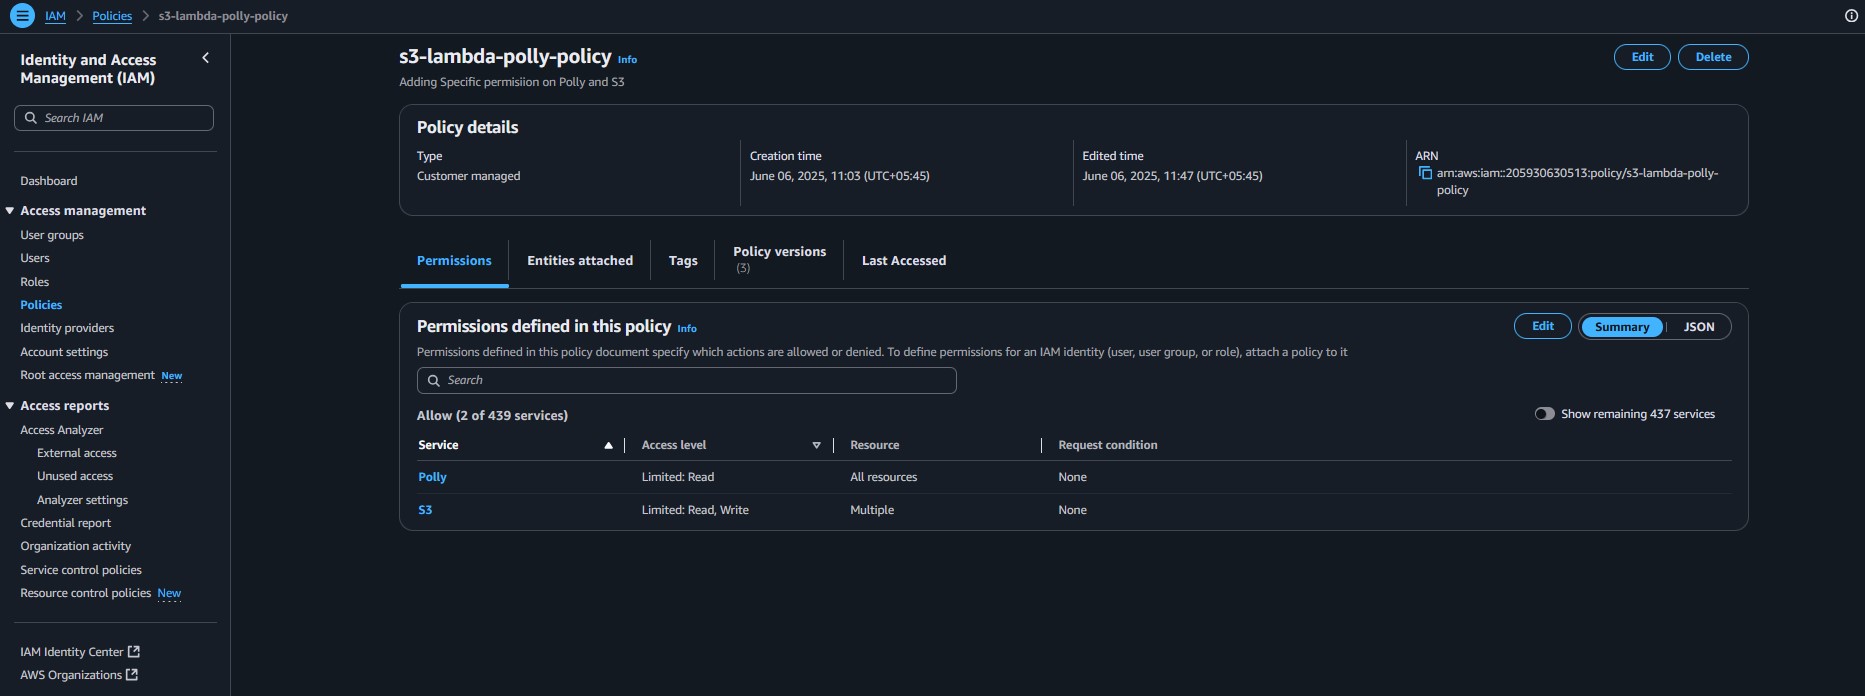 IAM > Policies > s3-lambda-polly-policy
Identity and Access
Management (IAM)
Search IAM
Dashboard
Access management
User groups
Users
Roles
Policies
Identity providers
Account settings
Root access management New
Access reports
Access Analyzer
External access
Unused access
Analyzer settings
Credential report
Organization activity
Service control policies
Resource control policies New
IAM Identity Center
AWS Organizations
s3-lambda-polly-policy Info
Edit Delete
Adding Specific permisiion on Polly and S3
Policy details
Type
Customer managed
Creation time
June 06, 2025, 11:03 (UTC+05:45)
Edited time
June 06, 2025, 11:47 (UTC+05:45)
ARN
arn:aws:iam::205930630513:policy/s3-lambda-polly-
policy
Permissions
Entities attached
Tags
Policy versions
(3)
Last Accessed
Permissions defined in this policy Info
Edit Summary JSON
Permissions defined in this policy document specify which actions are allowed or denied. To define permissions for an IAM identity (user, user group, or role), attach a policy to it
Search
Allow (2 of 439 services)
Show remaining 437 services
Service Access level Resource Request condition
Polly Limited: Read All resources None
S3 Limited: Read, Write Multiple None